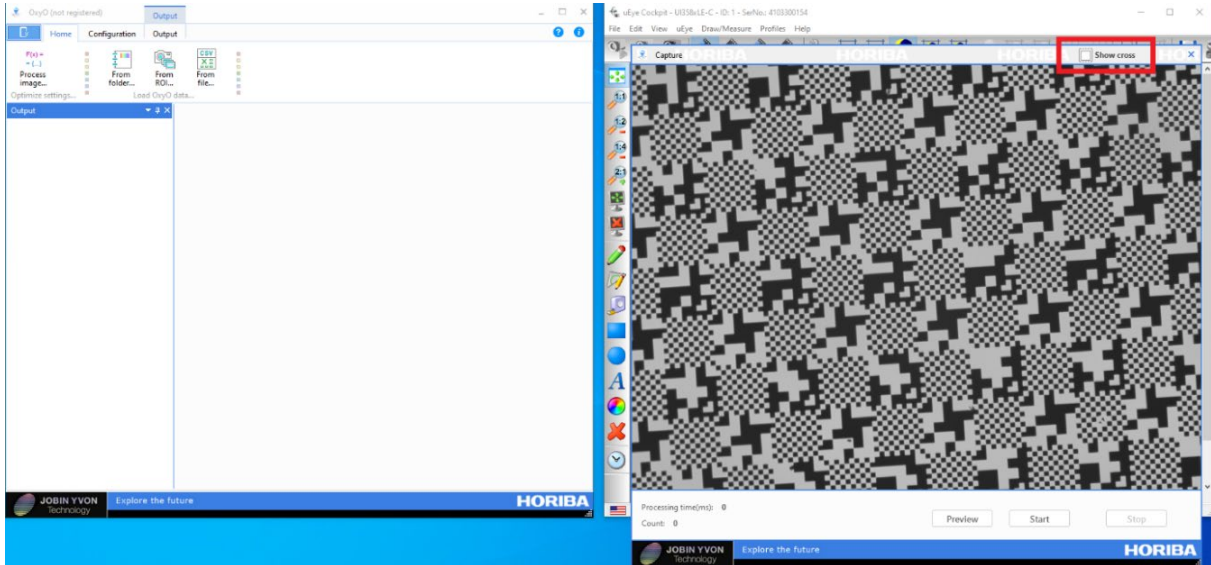 OxyO (not registered)
Output
Home Configuration Output
F(x) =
= {...}
Process image...
From folder...
From ROI...
CSV
From file...
Optimize settings...
Load OxyO data...
Output
JOBIN YVON
Technology
Explore the future
HORIBA
uEye Cockpit - UI358xLE-C - ID: 1 - SerNo.: 4103300154
File Edit View uEye Draw/Measure Profiles Help
Capture
HORIBA
Show cross
1:1
1:2
1:4
2:1
A
Processing time(ms): 0
Count: 0
Preview
Start
Stop
JOBIN YVON
Technology
Explore the future
HORIBA